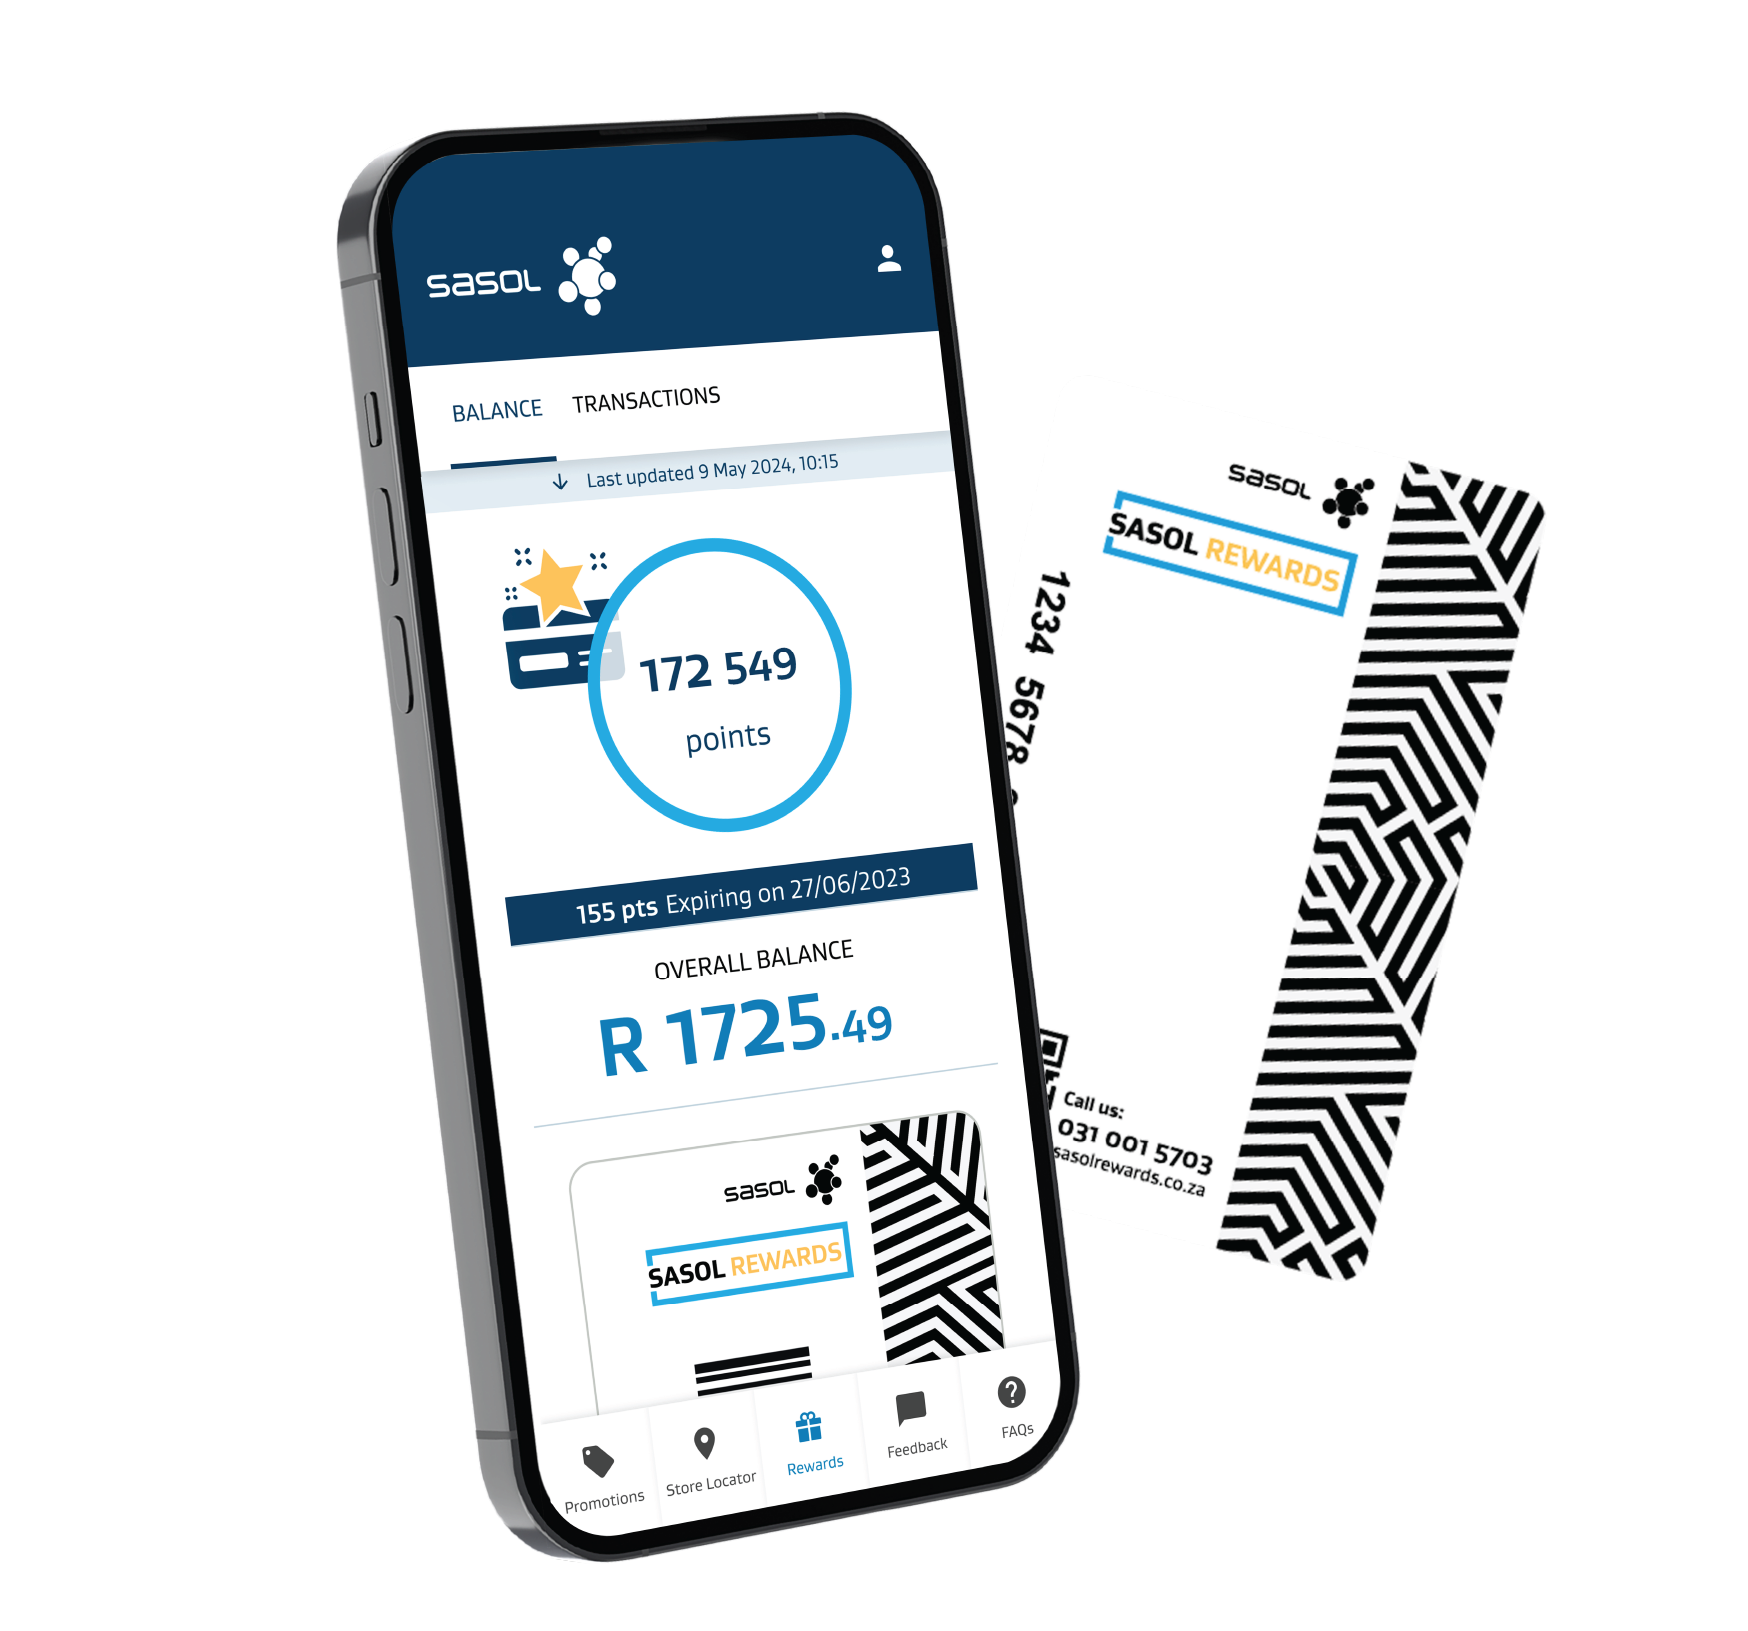 sasol
BALANCE TRANSACTIONS
Last updated 9 May 2024, 10:15
172 549
points
155 pts Expiring on 27/06/2023
OVERALL BALANCE
R 1725.49
sasol
SASOL REWARDS
Promotions
Store Locator
Rewards
Feedback
FAQs
sasol
SASOL REWARDS
1234 5678
Call us:
031 001 5703
sasolrewards.co.za